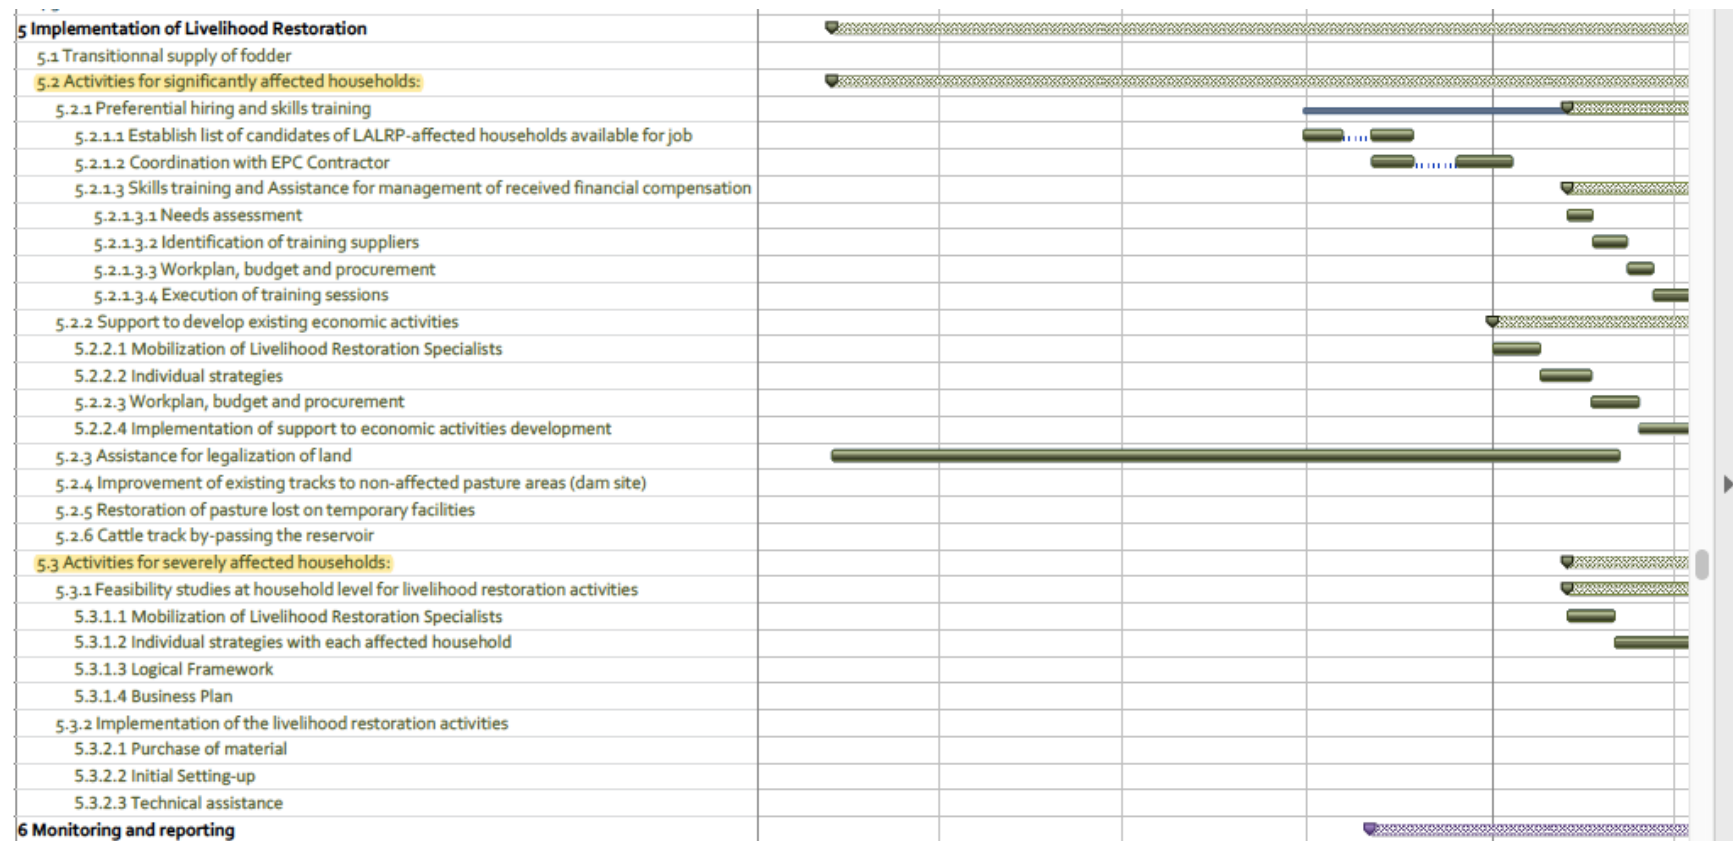 5 Implementation of Livelihood Restoration
5.1 Transitionnal supply of fodder
5.2 Activities for significantly affected households:
5.2.1 Preferential hiring and skills training
5.2.1.1 Establish list of candidates of LALRP-affected households available for job
5.2.1.2 Coordination with EPC Contractor
5.2.1.3 Skills training and Assistance for management of received financial compensation
5.2.1.3.1 Needs assessment
5.2.1.3.2 Identification of training suppliers
5.2.1.3.3 Workplan, budget and procurement
5.2.1.3.4 Execution of training sessions
5.2.2 Support to develop existing economic activities
5.2.2.1 Mobilization of Livelihood Restoration Specialists
5.2.2.2 Individual strategies
5.2.2.3 Workplan, budget and procurement
5.2.2.4 Implementation of support to economic activities development
5.2.3 Assistance for legalization of land
5.2.4 Improvement of existing tracks to non-affected pasture areas (dam site)
5.2.5 Restoration of pasture lost on temporary facilities
5.2.6 Cattle track by-passing the reservoir
5.3 Activities for severely affected households:
5.3.1 Feasibility studies at household level for livelihood restoration activities
5.3.1.1 Mobilization of Livelihood Restoration Specialists
5.3.1.2 Individual strategies with each affected household
5.3.1.3 Logical Framework
5.3.1.4 Business Plan
5.3.2 Implementation of the livelihood restoration activities
5.3.2.1 Purchase of material
5.3.2.2 Initial Setting-up
5.3.2.3 Technical assistance
6 Monitoring and reporting